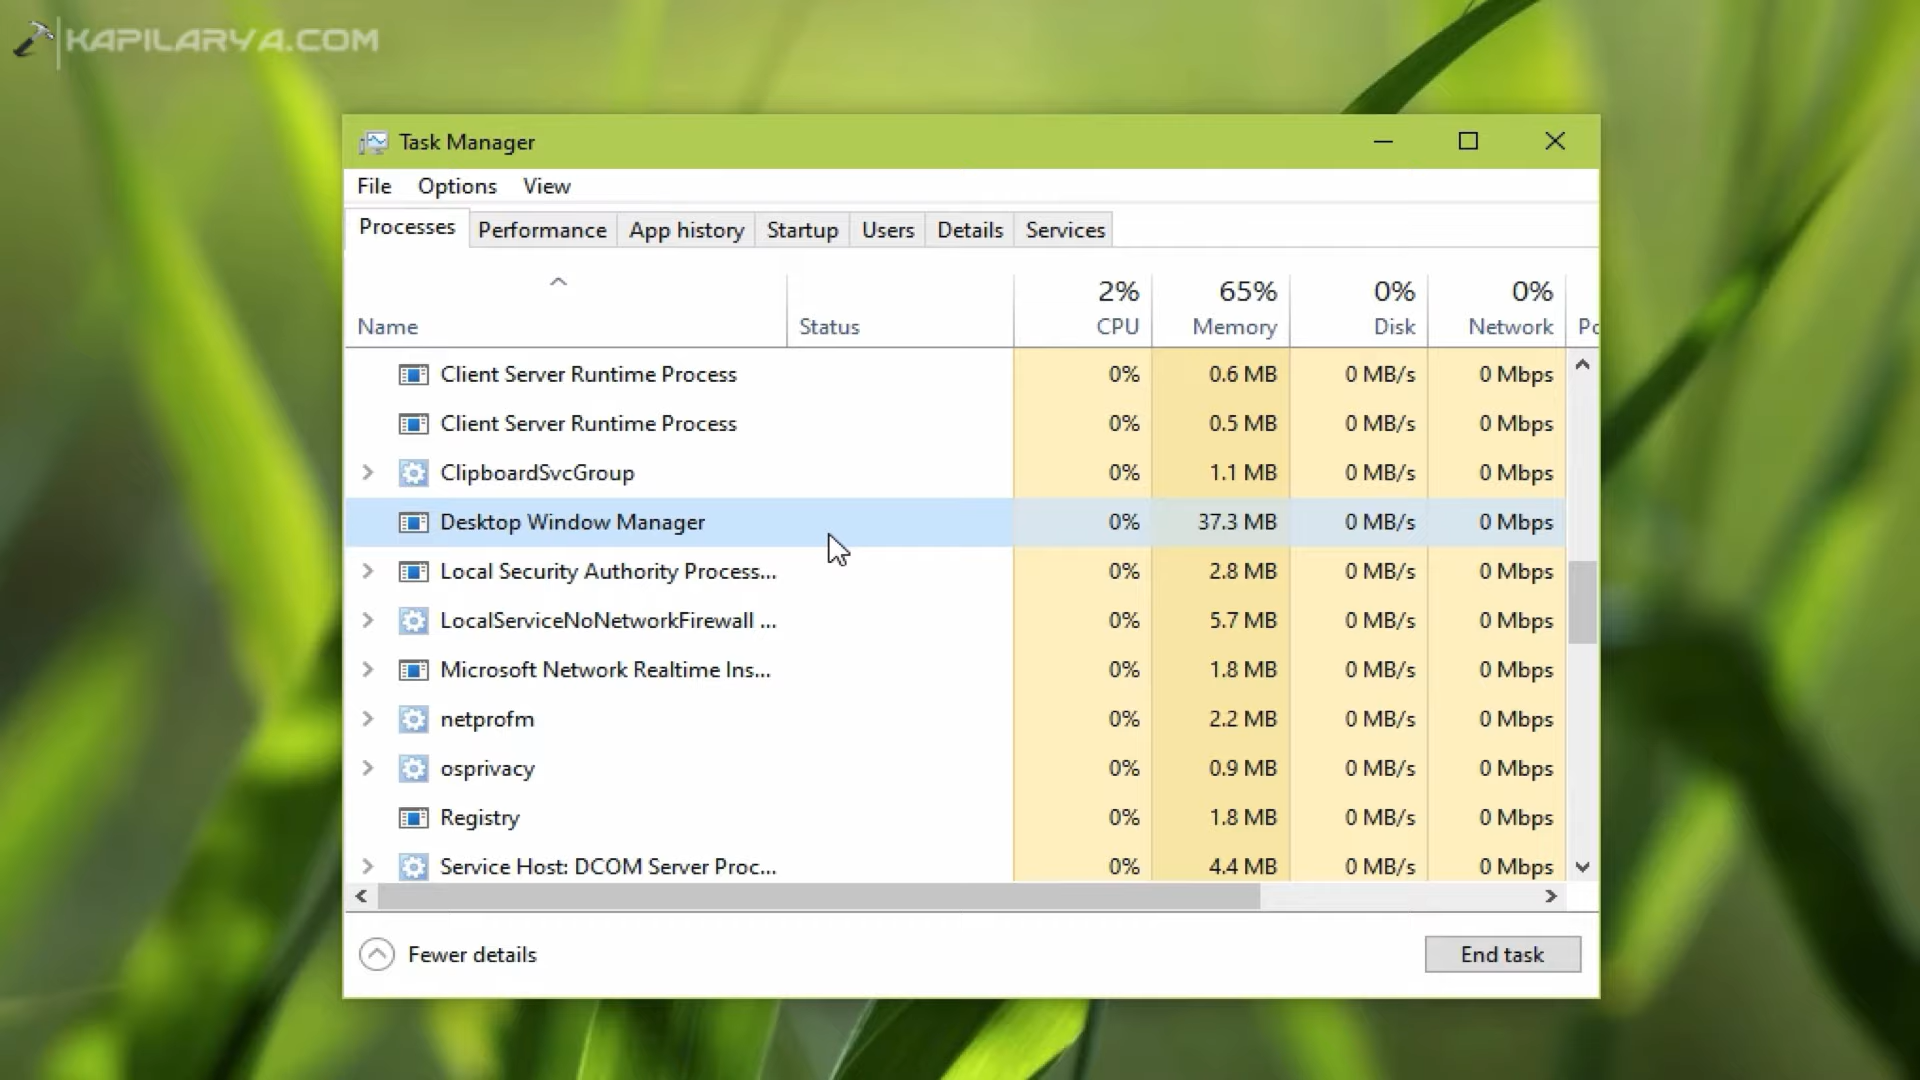 KAPILARYA.COM
Task Manager
File Options View
Processes Performance App history Startup Users Details Services
2% 65% 0% 0%
Name Status CPU Memory Disk Network
Client Server Runtime Process 0% 0.6 MB 0 MB/s 0 Mbps
Client Server Runtime Process 0% 0.5 MB 0 MB/s 0 Mbps
ClipboardSvcGroup 0% 1.1 MB 0 MB/s 0 Mbps
Desktop Window Manager 0% 37.3 MB 0 MB/s 0 Mbps
Local Security Authority Process... 0% 2.8 MB 0 MB/s 0 Mbps
LocalServiceNoNetworkFirewall ... 0% 5.7 MB 0 MB/s 0 Mbps
Microsoft Network Realtime Ins... 0% 1.8 MB 0 MB/s 0 Mbps
netprofm 0% 2.2 MB 0 MB/s 0 Mbps
osprivacy 0% 0.9 MB 0 MB/s 0 Mbps
Registry 0% 1.8 MB 0 MB/s 0 Mbps
Service Host: DCOM Server Proc... 0% 4.4 MB 0 MB/s 0 Mbps
Fewer details End task